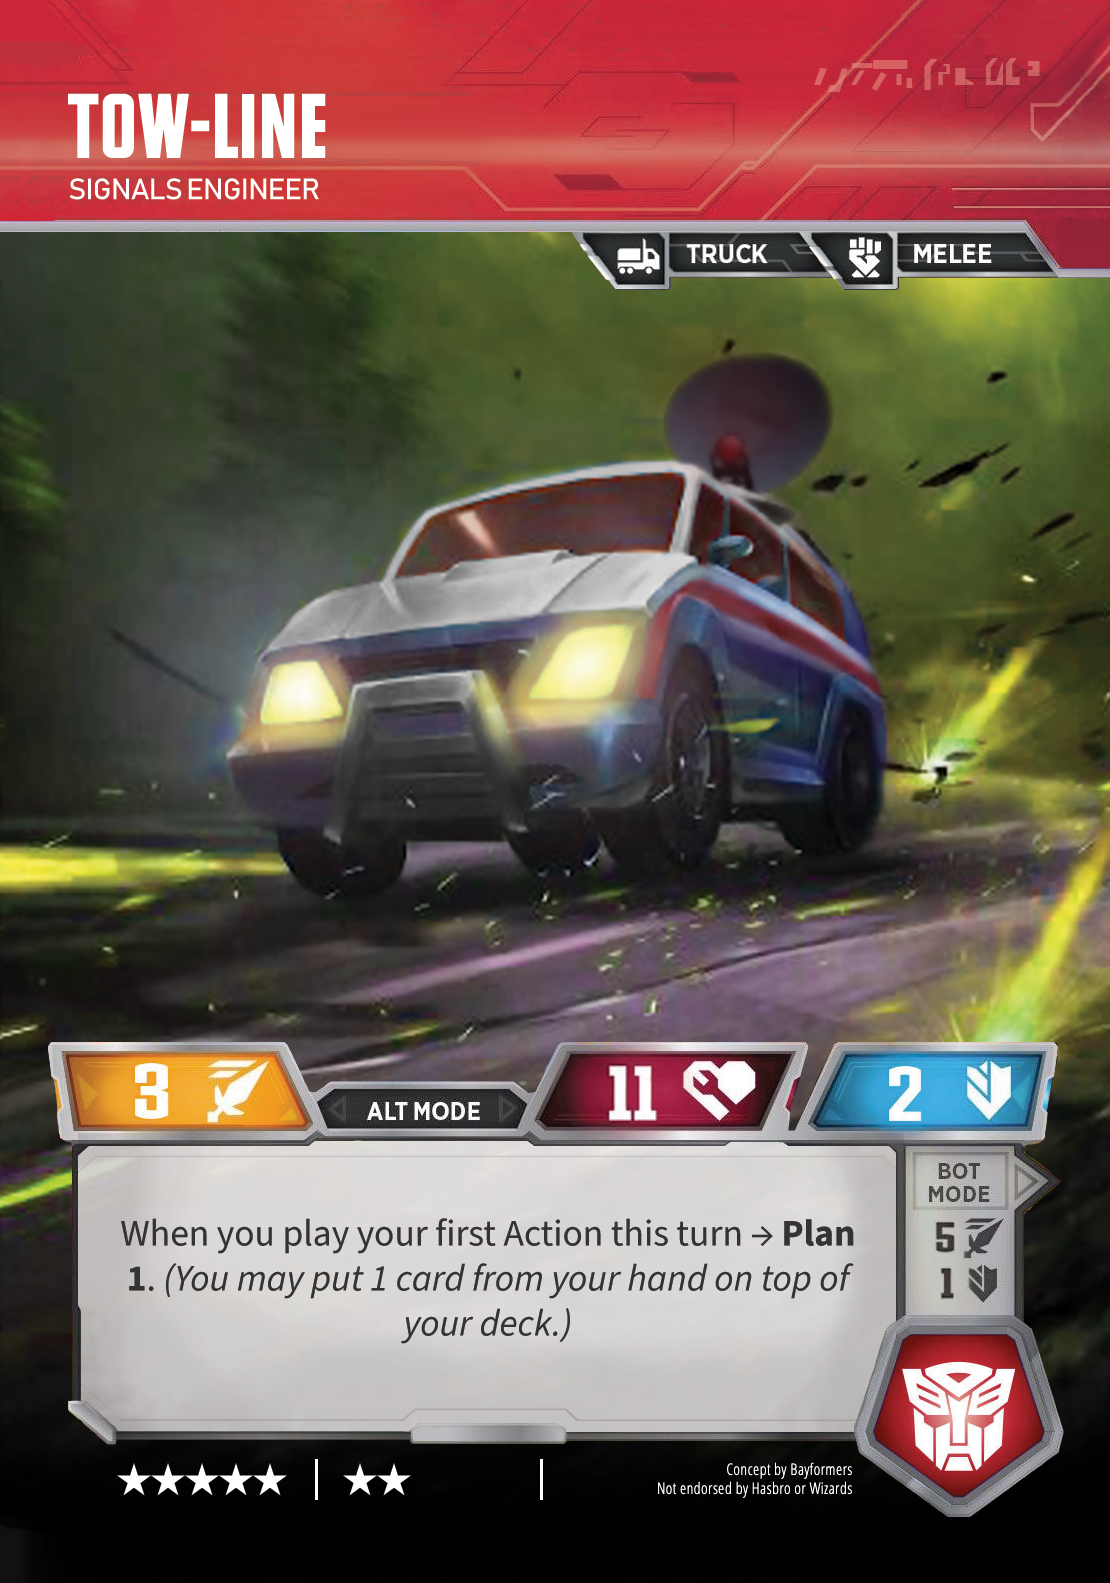 TOW-LINE
SIGNALS ENGINEER
TRUCK
MELEE
3
ALT MODE
11
2
When you play your first Action this turn → Plan
1. (You may put 1 card from your hand on top of
your deck.)
BOT
MODE
5
1
★★★★★ | ★★ |
Concept by Bayformers
Not endorsed by Hasbro or Wizards